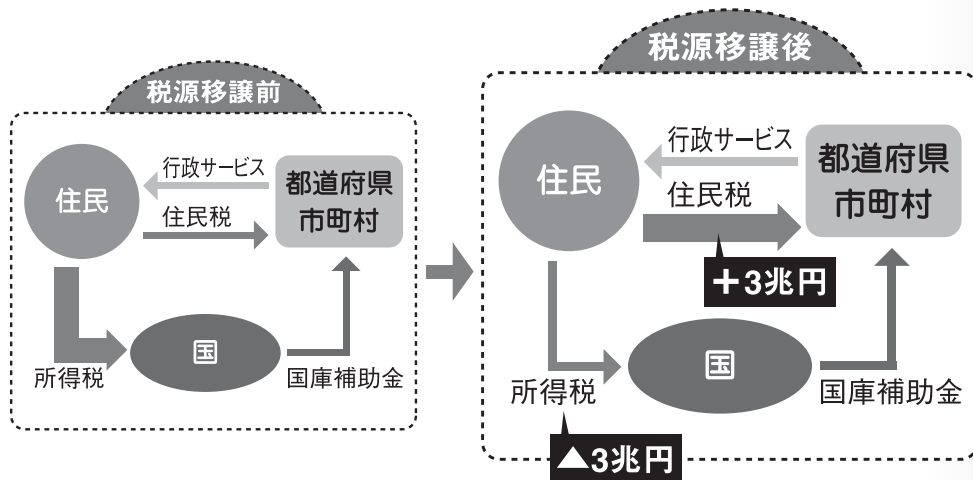 税源移譲前
住民
行政サービス
住民税
都道府県
市町村
国
所得税
国庫補助金
税源移譲後
住民
行政サービス
住民税
都道府県
市町村
+3兆円
国
所得税
国庫補助金
▲3兆円